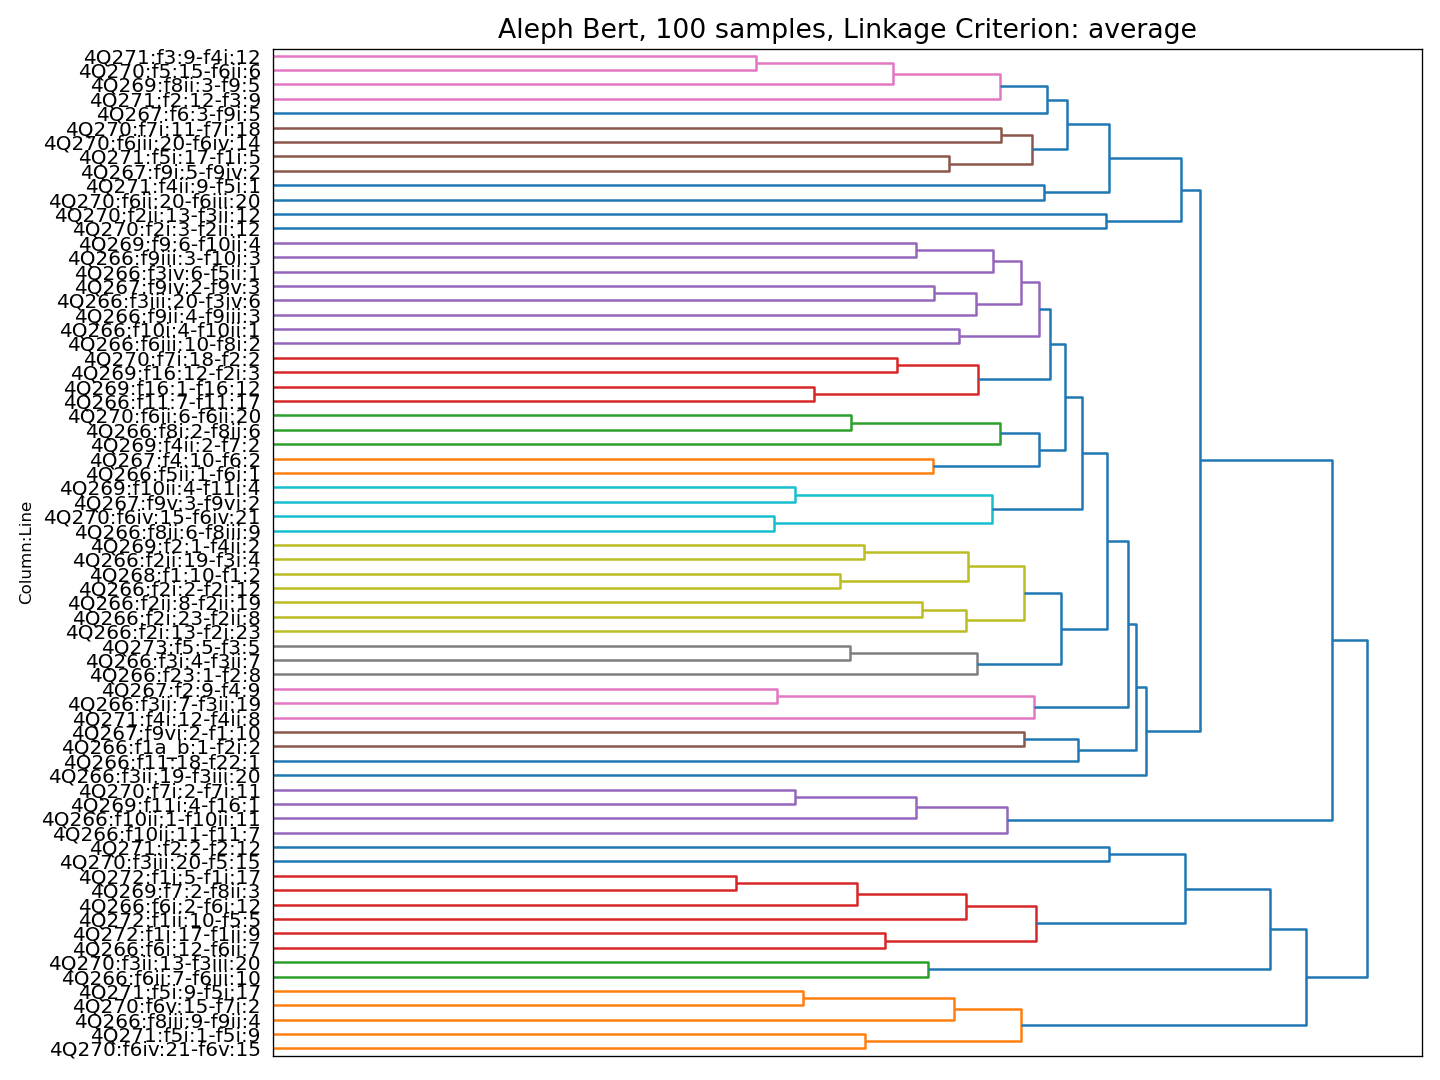 Aleph Bert, 100 samples, Linkage Criterion: average
4Q271:f3:9-f4i:12
4Q270:f5:15-f6ii:6
4Q269:f8ii:3-f9:5
4Q271:f2:12-f3:9
4Q267:f6:3-f9i:5
4Q270:f7i:11-f7i:18
4Q270:f6iii:20-f6iv:14
4Q271:f5i:17-f1i:5
4Q267:f9i:5-f9iv:2
4Q271:f4ii:9-f5i:1
4Q270:f6ii:20-f6iii:20
4Q270:f2ii:13-f3ii:12
4Q270:f2i:3-f2ii:12
4Q269:f9:6-f10ii:4
4Q266:f9iii:3-f10i:3
4Q266:f3iv:6-f5ii:1
4Q267:f9iv:2-f9v:3
4Q266:f3iii:20-f3iv:6
4Q266:f9ii:4-f9iii:3
4Q266:f10i:4-f10ii:1
4Q266:f6iii:10-f8i:2
4Q270:f7i:18-f2:2
4Q269:f16:12-f2i:3
4Q269:f16:1-f16:12
4Q266:f11:7-f11:17
4Q270:f6ii:6-f6ii:20
4Q266:f8i:2-f8ii:6
4Q269:f4ii:2-f7:2
4Q267:f4:10-f6:2
4Q266:f5ii:1-f6i:1
4Q269:f10ii:4-f11i:4
4Q267:f9v:3-f9vi:2
4Q270:f6iv:15-f6iv:21
4Q266:f8ii:6-f8iii:9
4Q269:f2:1-f4ii:2
4Q266:f2ii:19-f3i:4
4Q268:f1:10-f1:2
4Q266:f2i:2-f2i:12
4Q266:f2ii:8-f2ii:19
4Q266:f2i:23-f2ii:8
4Q266:f2i:13-f2i:23
4Q273:f5:5-f3:5
4Q266:f3i:4-f3ii:7
4Q266:f23:1-f2:8
4Q267:f2:9-f4:9
4Q266:f3ii:7-f3ii:19
4Q271:f4i:12-f4ii:8
4Q267:f9vi:2-f1:10
4Q266:f1a_b:1-f2i:2
4Q266:f11:18-f22:1
4Q266:f3ii:19-f3iii:20
4Q270:f7i:2-f7i:11
4Q269:f11i:4-f16:1
4Q266:f10ii:1-f10ii:11
4Q266:f10ii:11-f11:7
4Q271:f2:2-f2:12
4Q270:f3iii:20-f5:15
4Q272:f1i:5-f1i:17
4Q269:f7:2-f8ii:3
4Q266:f6i:2-f6i:12
4Q272:f1ii:10-f5:5
4Q272:f1i:17-f1ii:9
4Q266:f6i:12-f6ii:7
4Q270:f3ii:13-f3iii:20
4Q266:f6ii:7-f6iii:10
4Q271:f5i:9-f5i:17
4Q270:f6v:15-f7i:2
4Q266:f8iii:9-f9ii:4
4Q271:f5i:1-f5i:9
4Q270:f6iv:21-f6v:15
Column:Line